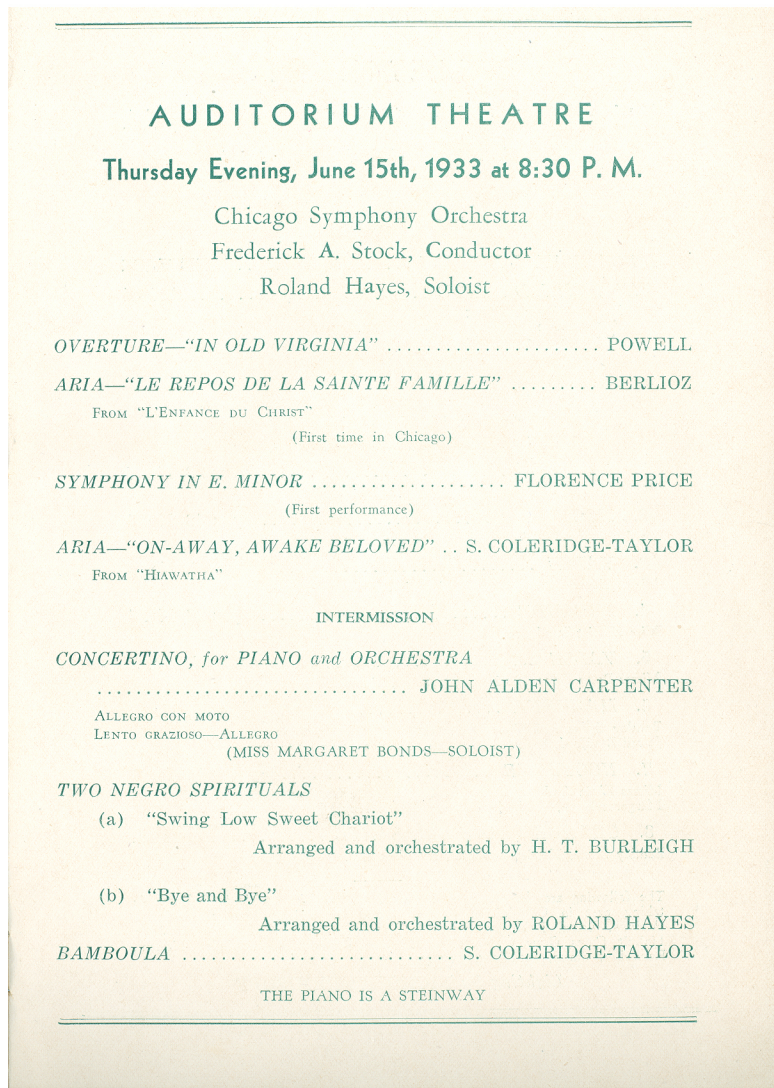 AUDITORIUM THEATRE
Thursday Evening, June 15th, 1933 at 8:30 P. M.
Chicago Symphony Orchestra
Frederick A. Stock, Conductor
Roland Hayes, Soloist
OVERTURE—“IN OLD VIRGINIA” ...................... POWELL
ARIA—“LE REPOS DE LA SAINTE FAMILLE” ......... BERLIOZ
FROM “L'ENFANCE DU CHRIST”
(First time in Chicago)
SYMPHONY IN E. MINOR .................... FLORENCE PRICE
(First performance)
ARIA—“ON-AWAY, AWAKE BELOVED” .. S. COLERIDGE-TAYLOR
FROM “HIAWATHA”
INTERMISSION
CONCERTINO, for PIANO and ORCHESTRA
................................ JOHN ALDEN CARPENTER
ALLEGRO CON MOTO
LENTO GRAZIOSO—ALLEGRO
(MISS MARGARET BONDS—SOLOIST)
TWO NEGRO SPIRITUALS
(a) “Swing Low Sweet Chariot”
Arranged and orchestrated by H. T. BURLEIGH
(b) “Bye and Bye”
Arranged and orchestrated by ROLAND HAYES
BAMBOULA ............................ S. COLERIDGE-TAYLOR
THE PIANO IS A STEINWAY